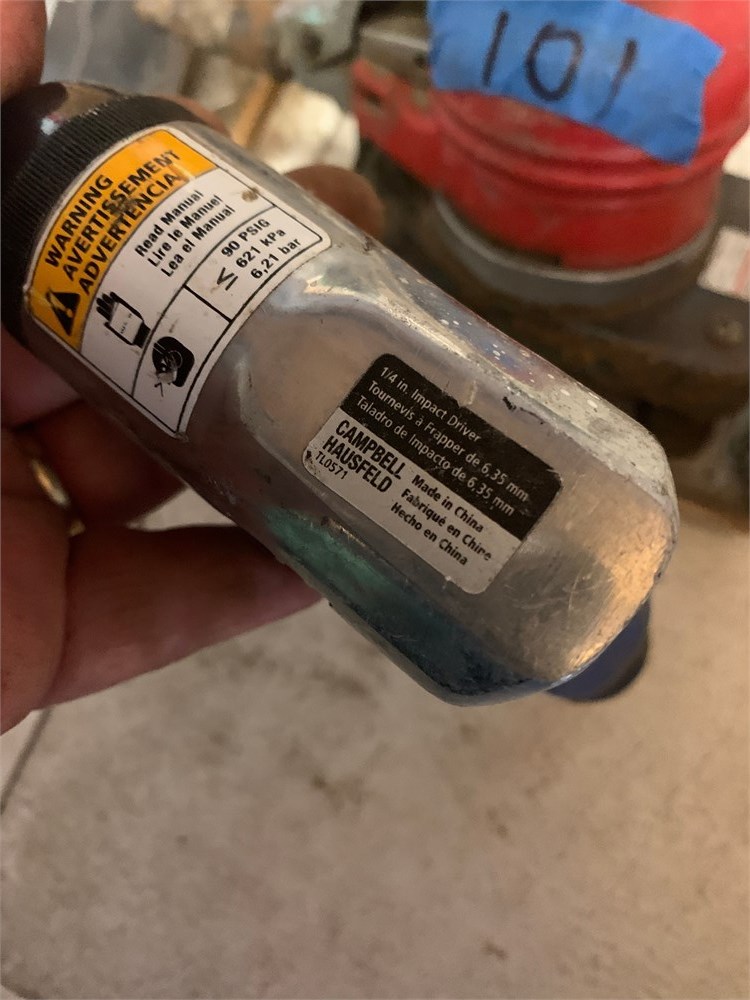 101
WARNING
AVERTISSEMENT
ADVERTENCIA
Read Manual
Lire le Manuel
Lea el Manual
≤ 90 PSIG
621 kPa
6,21 bar
1/4 in. Impact Driver
Tournevis à Frapper de 6,35 mm
Taladro de Impacto de 6,35 mm
CAMPBELL
HAUSFELD
TL0571
Made in China
Fabriqué en Chine
Hecho en China